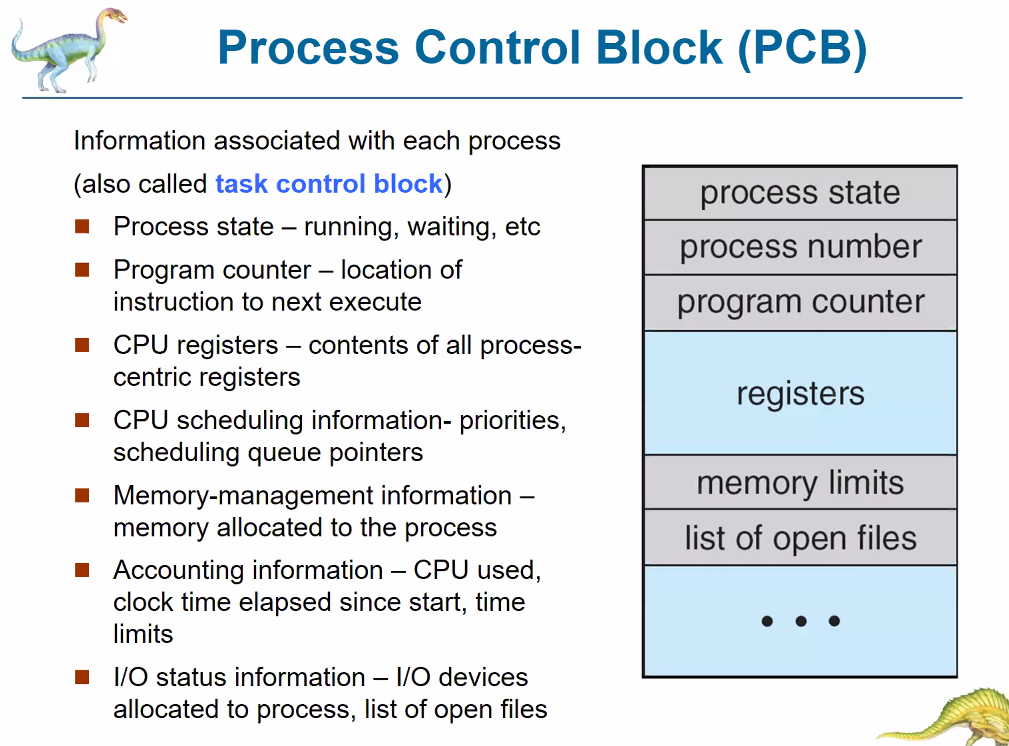 Process Control Block (PCB)
Information associated with each process
(also called task control block)
Process state – running, waiting, etc
Program counter – location of
instruction to next execute
CPU registers – contents of all process-
centric registers
CPU scheduling information- priorities,
scheduling queue pointers
Memory-management information –
memory allocated to the process
Accounting information – CPU used,
clock time elapsed since start, time
limits
I/O status information – I/O devices
allocated to process, list of open files
process state
process number
program counter
registers
memory limits
list of open files
• • •